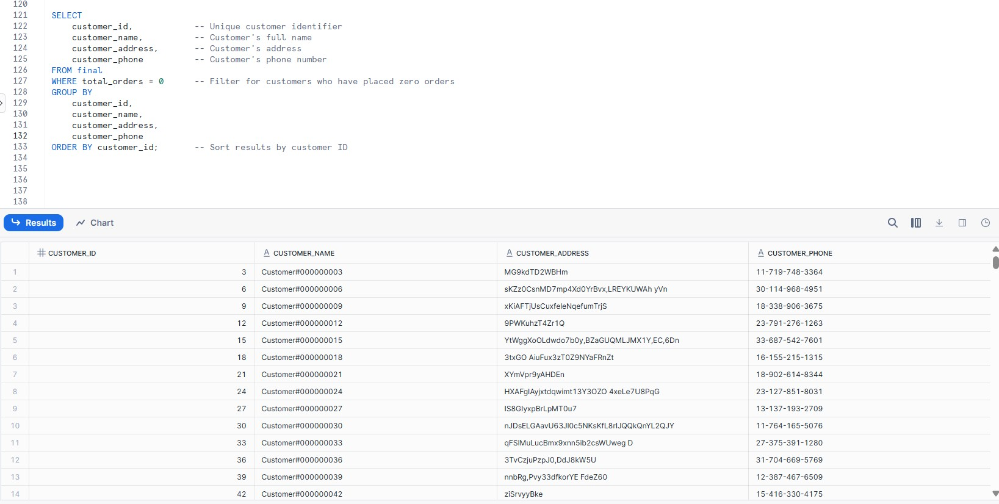 120
121 SELECT
122 customer_id, -- Unique customer identifier
123 customer_name, -- Customer's full name
124 customer_address, -- Customer's address
125 customer_phone -- Customer's phone number
126 FROM final
127 WHERE total_orders = 0 -- Filter for customers who have placed zero orders
128 GROUP BY
129 customer_id,
130 customer_name,
131 customer_address,
132 customer_phone
133 ORDER BY customer_id; -- Sort results by customer ID
134
135
136
137
138
Results Chart
CUSTOMER_ID CUSTOMER_NAME CUSTOMER_ADDRESS CUSTOMER_PHONE
1 3 Customer#000000003 MG9kdTD2WBHm 11-719-748-3364
2 6 Customer#000000006 sKZz0CsnMD7mp4Xd0YrBvx,LREYKUWAh yVn 30-114-968-4951
3 9 Customer#000000009 xKiAFTjUsCuxfeleNqefumTrjS 18-338-906-3675
4 12 Customer#000000012 9PWKuhzT4Zr1Q 23-791-276-1263
5 15 Customer#000000015 YtWggXoOLdwdo7b0y,BZaGUQMLJMX1Y,EC,6Dn 33-687-542-7601
6 18 Customer#000000018 3txGO AiuFux3zT0Z9NYaFRnZt 16-155-215-1315
7 21 Customer#000000021 XYmVpr9yAHDEn 18-902-614-8344
8 24 Customer#000000024 HXAFgIAyjxtdqwimt13Y3OZO 4xeLe7U8PqG 23-127-851-8031
9 27 Customer#000000027 IS8GIyxpBrLpMT0u7 13-137-193-2709
10 30 Customer#000000030 nJDsELGAavU63Jl0c5NKsKfL8rIJQQkQnYL2QJY 11-764-165-5076
11 33 Customer#000000033 qFSlMuLucBmx9xnn5ib2csWUweg D 27-375-391-1280
12 36 Customer#000000036 3TvCzjuPzpJ0,DdJ8kW5U 31-704-669-5769
13 39 Customer#000000039 nnbRg,Pvy33dfkorYE FdeZ60 12-387-467-6509
14 42 Customer#000000042 ziSrvyyBke 15-416-330-4175